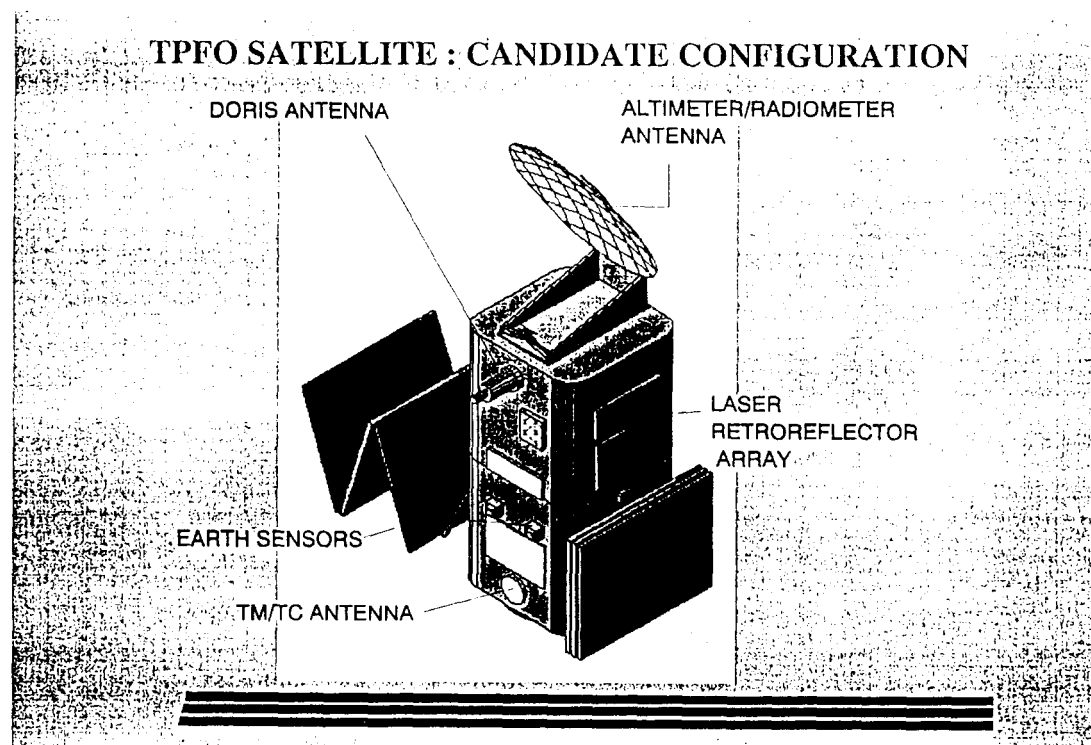 TPFO SATELLITE : CANDIDATE CONFIGURATION
DORIS ANTENNA
ALTIMETER/RADIOMETER
ANTENNA
LASER
RETROREFLECTOR
ARRAY
EARTH SENSORS
TM/TC ANTENNA